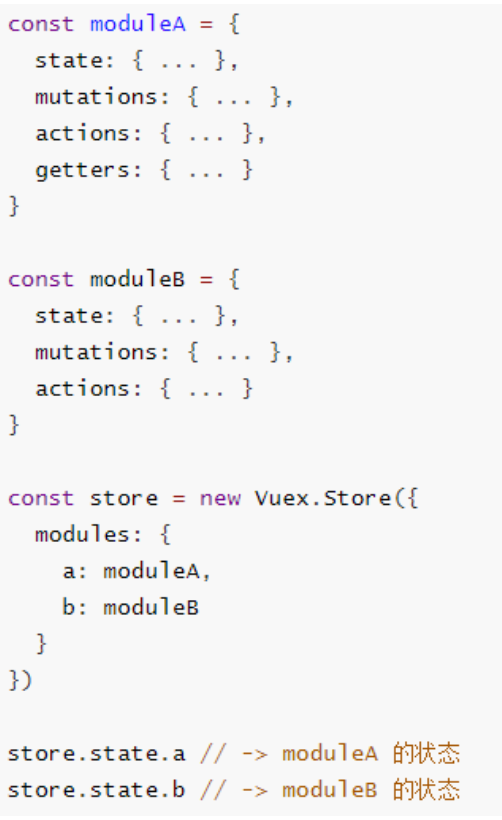 const moduleA = {
  state: { ... },
  mutations: { ... },
  actions: { ... },
  getters: { ... }
}

const moduleB = {
  state: { ... },
  mutations: { ... },
  actions: { ... }
}

const store = new Vuex.Store({
  modules: {
    a: moduleA,
    b: moduleB
  }
})

store.state.a // -> moduleA 的状态
store.state.b // -> moduleB 的状态